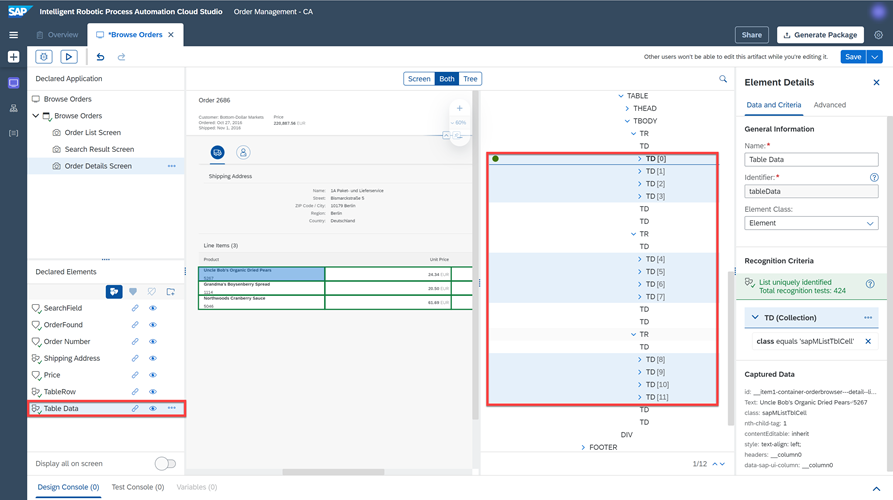 SAP Intelligent Robotic Process Automation Cloud Studio Order Management - CA
Overview
*Browse Orders
Share
Generate Package
Other users won't be able to edit this artifact while you're editing it.
Save
Declared Application
Browse Orders
Browse Orders
Order List Screen
Search Result Screen
Order Details Screen
Declared Elements
SearchField
OrderFound
Order Number
Shipping Address
Price
TableRow
Table Data
Display all on screen
Screen Both Tree
Order 2686
Customer: Bottom-Dollar Markets
Ordered: Oct 27, 2016
Shipped: Nov 1, 2016
Price
220,887.56 EUR
60%
Shipping Address
Name: 1A Paket- und Lieferservice
Street: Bismarckstraße 5
ZIP Code / City: 10179 Berlin
Region: Berlin
Country: Deutschland
Line Items (3)
Product Unit Price
Uncle Bob's Organic Dried Pears
5267
24.34 EUR
Grandma's Boysenberry Spread
20.50 EUR
Northwoods Cranberry Sauce
TABLE
THEAD
TBODY
TR
TD
TD [0]
TD [1]
TD [2]
TD [3]
TD
TD
TR
TD
TD [4]
TD [5]
TD [6]
TD [7]
TD
TD
TR
TD
TD [8]
TD [9]
TD [10]
TD [11]
TD
TD
DIV
FOOTER
1/12
Element Details
Data and Criteria Advanced
General Information
Name:*
Table Data
Identifier:*
tableData
Element Class:
Element
Recognition Criteria
List uniquely identified
Total recognition tests: 424
TD (Collection)
class equals 'sapMListTblCell'
Captured Data
id: __item1-container-orderbrowser---detail--li...
Text: Uncle Bob's Organic Dried Pears↵5267
class: sapMListTblCell
nth-child-tag: 1
contentEditable: inherit
style: text-align: left;
headers: __column0
data-sap-ui-column: __column0
Design Console (0) Test Console (0) Variables (0)